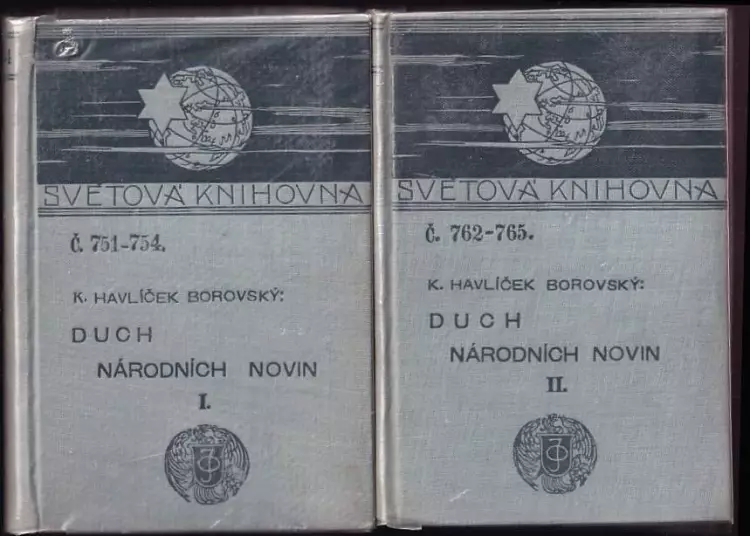 SVĚTOVÁ KNIHOVNA
Č. 751-754.
K. HAVLÍČEK BOROVSKÝ:
DUCH
NÁRODNÍCH NOVIN
I.
SVĚTOVÁ KNIHOVNA
Č. 762-765.
K. HAVLÍČEK BOROVSKÝ:
DUCH
NÁRODNÍCH NOVIN
II.